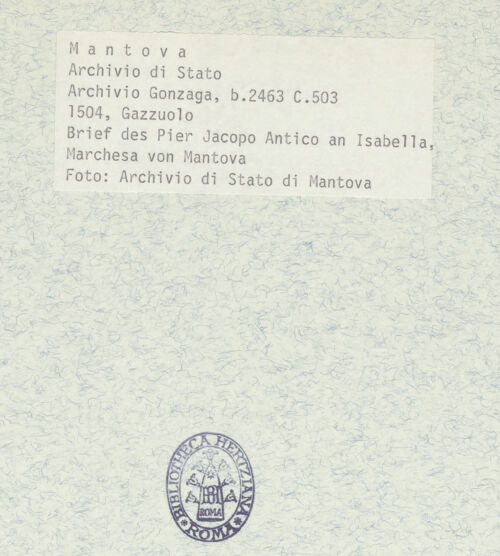 M a n t o v a
Archivio di Stato
Archivio Gonzaga, b.2463 C.503
1504, Gazzuolo
Brief des Pier Jacopo Antico an Isabella,
Marchesa von Mantova
Foto: Archivio di Stato di Mantova
BIBLIOTHECA HERTZIANA
ROMA
* ROMA *